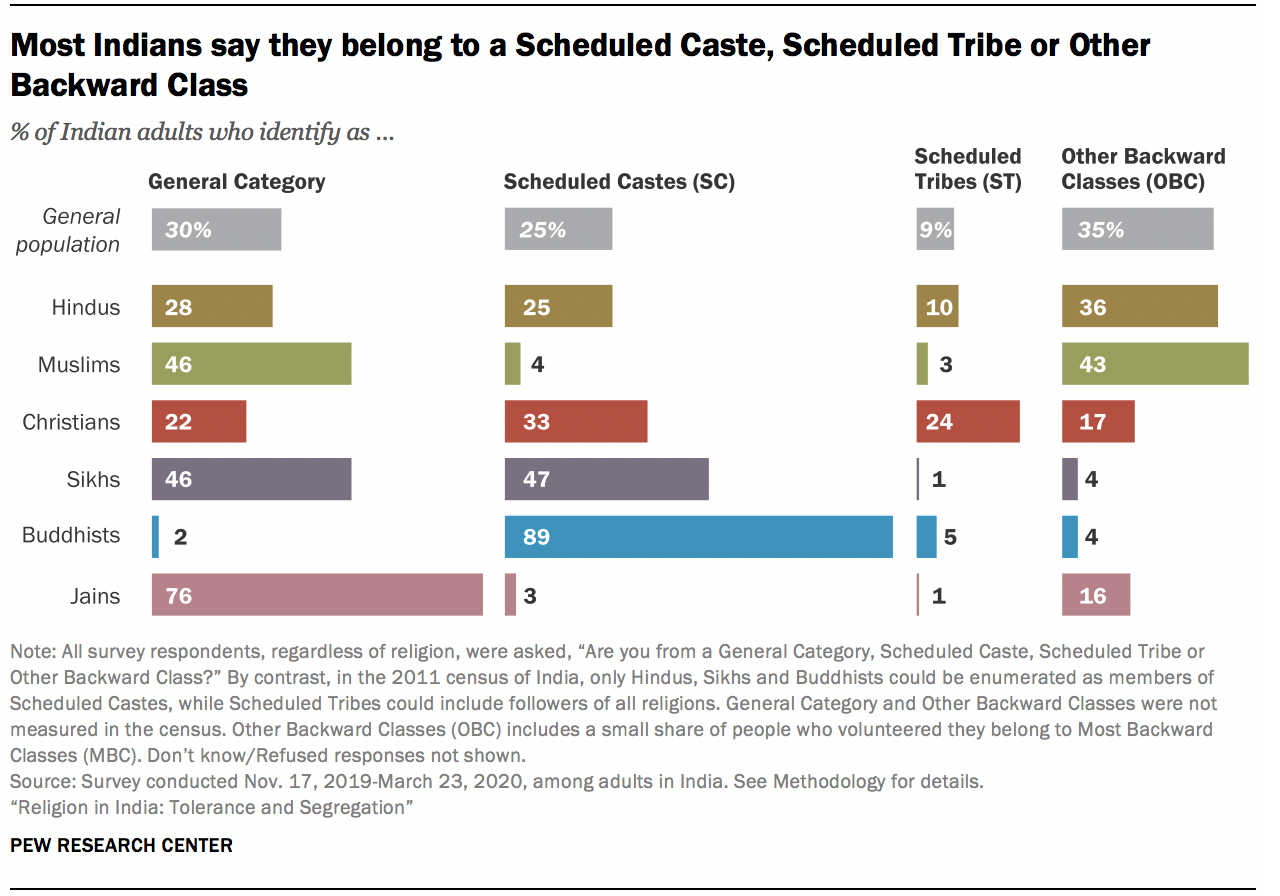 Most Indians say they belong to a Scheduled Caste, Scheduled Tribe or Other
Backward Class
% of Indian adults who identify as ...
General Category Scheduled Castes (SC) Scheduled Tribes (ST) Other Backward Classes (OBC)
General population 30% 25% 9% 35%
Hindus 28 25 10 36
Muslims 46 4 3 43
Christians 22 33 24 17
Sikhs 46 47 1 4
Buddhists 2 89 5 4
Jains 76 3 1 16
Note: All survey respondents, regardless of religion, were asked, “Are you from a General Category, Scheduled Caste, Scheduled Tribe or
Other Backward Class?” By contrast, in the 2011 census of India, only Hindus, Sikhs and Buddhists could be enumerated as members of
Scheduled Castes, while Scheduled Tribes could include followers of all religions. General Category and Other Backward Classes were not
measured in the census. Other Backward Classes (OBC) includes a small share of people who volunteered they belong to Most Backward
Classes (MBC). Don’t know/Refused responses not shown.
Source: Survey conducted Nov. 17, 2019-March 23, 2020, among adults in India. See Methodology for details.
“Religion in India: Tolerance and Segregation”
PEW RESEARCH CENTER